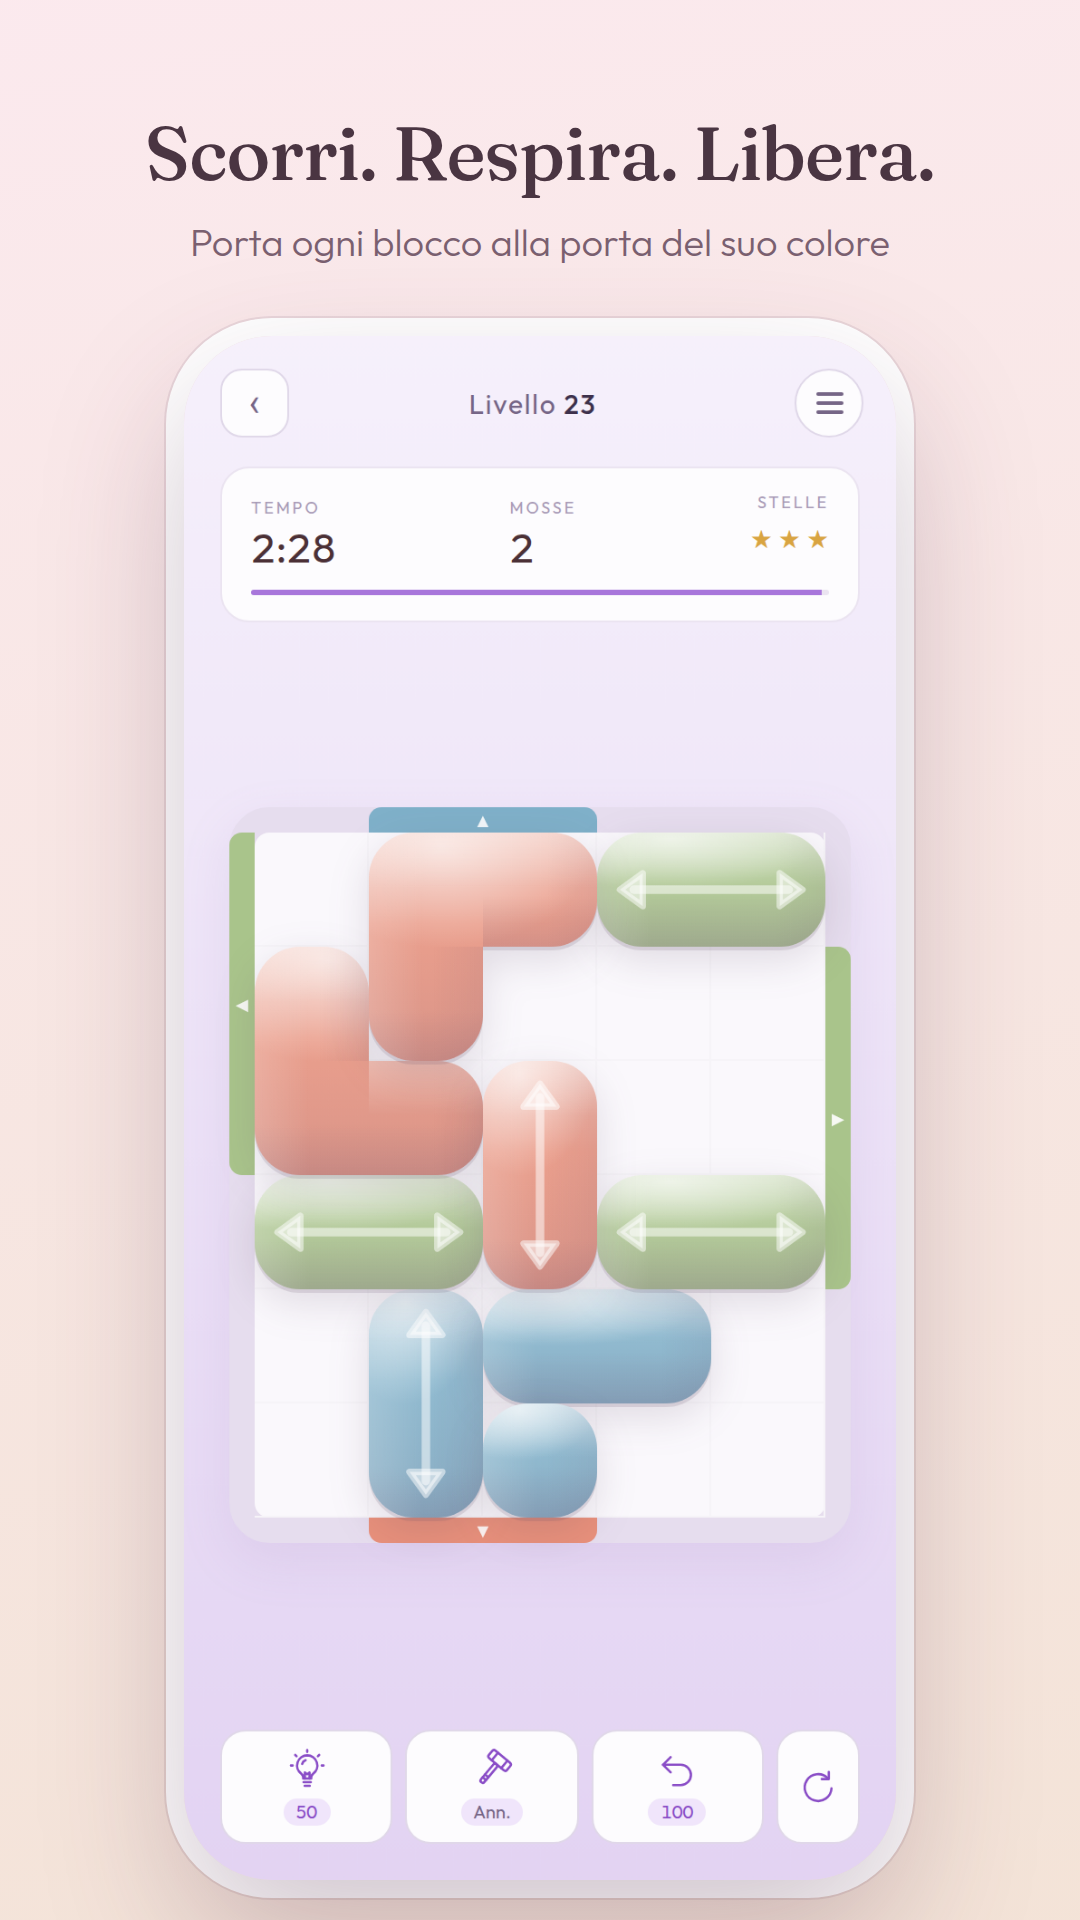 Scorri. Respira. Libera.
Porta ogni blocco alla porta del suo colore
Livello 23
TEMPO
2:28
MOSSE
2
STELLE
50
Ann.
100